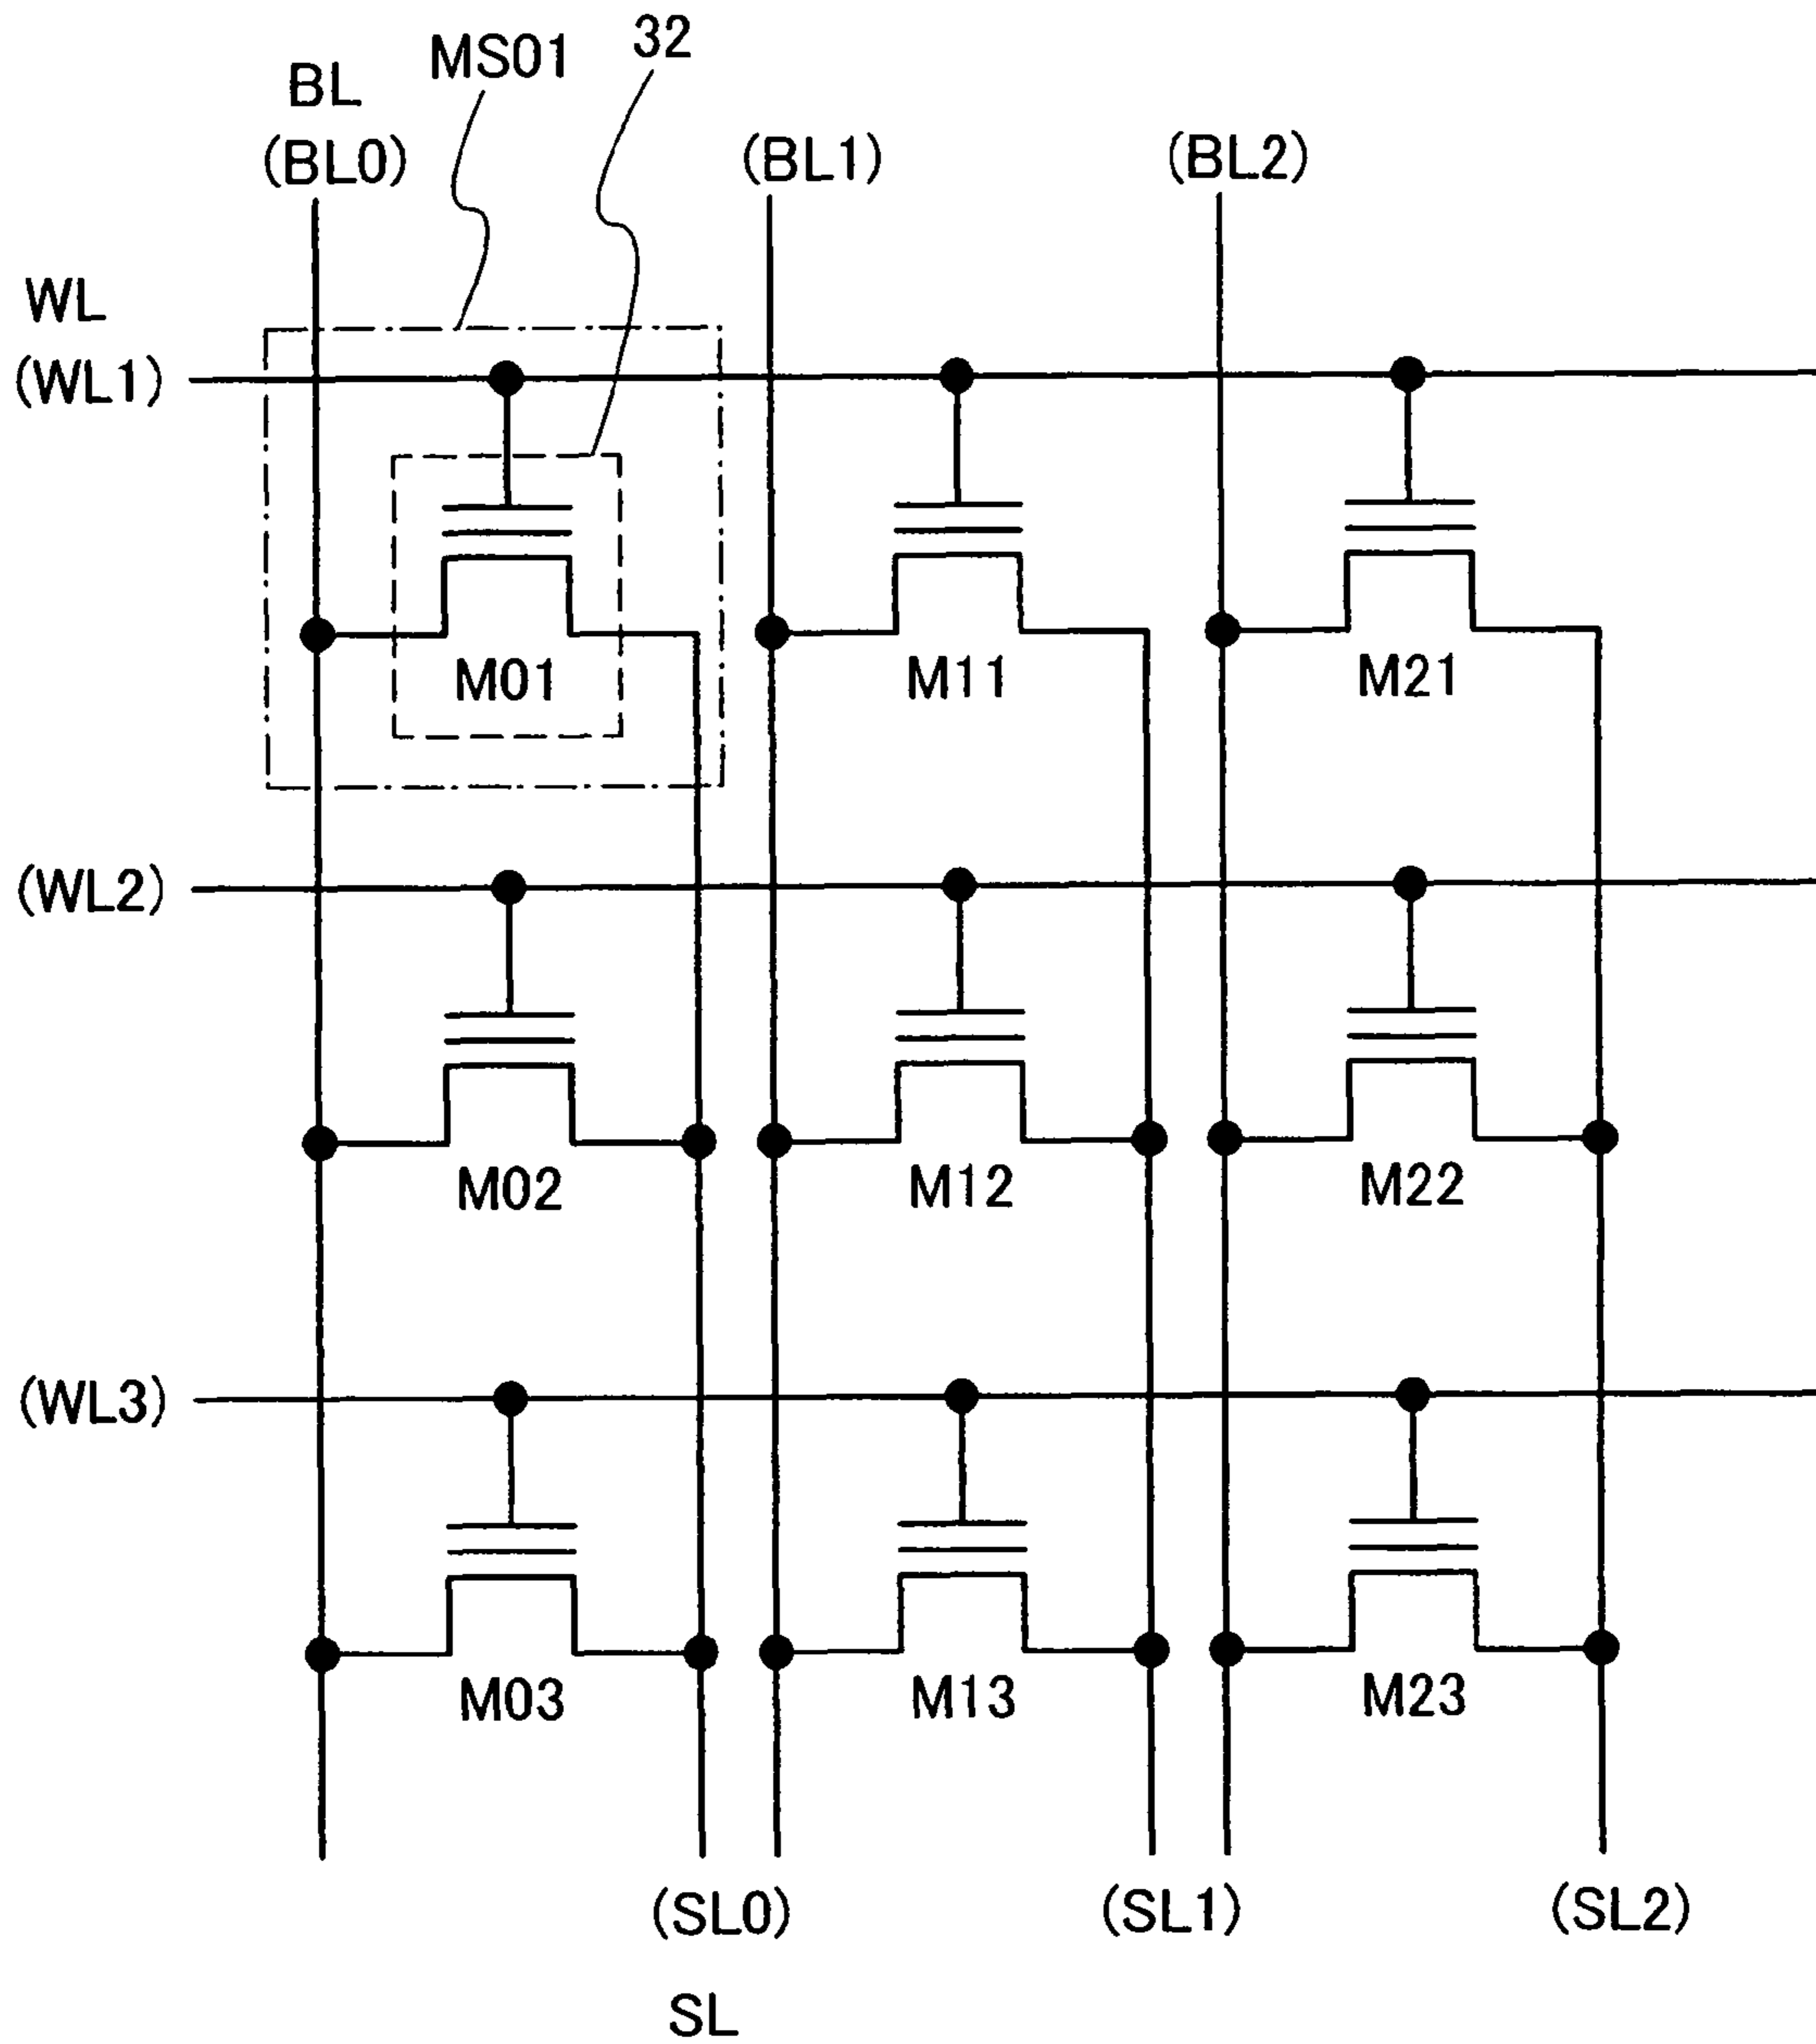 MS01
32
BL
(BL0)
(BL1)
(BL2)
WL
(WL1)
M01
M11
M21
(WL2)
M02
M12
M22
(WL3)
M03
M13
M23
(SL0)
(SL1)
(SL2)
SL